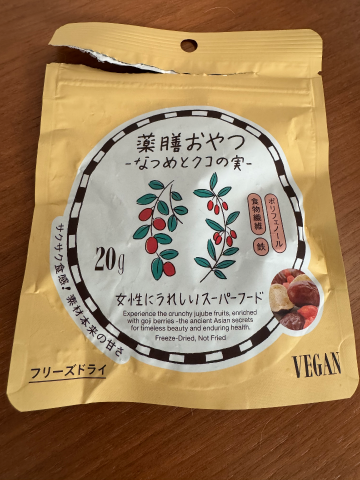 薬膳おやつ
-なつめとクコの実-
ポリフェノール
食物繊維
鉄
20g
サクサク食感！素材本来の甘さ
女性にうれしいスーパーフード
Experience the crunchy jujube fruits, enriched
with goji berries–the ancient Asian secrets
for timeless beauty and enduring health.
Freeze-Dried, Not Fried.
フリーズドライ
VEGAN